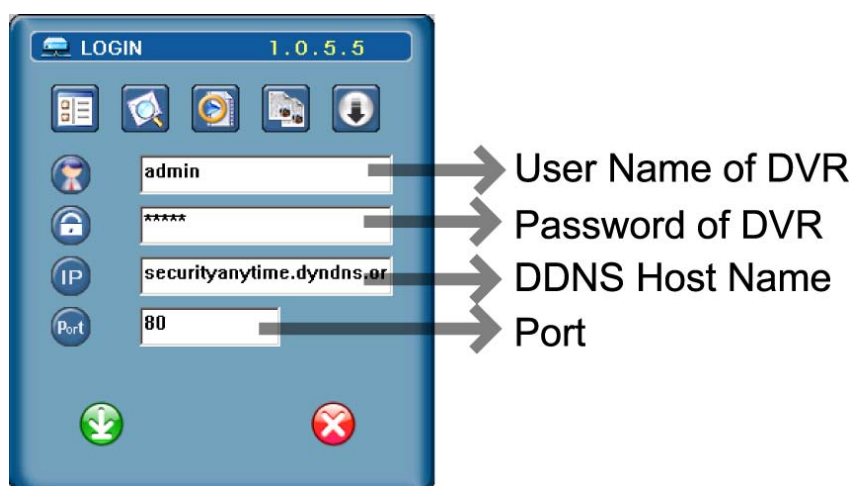 LOGIN 1.0.5.5
admin User Name of DVR
***** Password of DVR
IP securityanytime.dyndns.or DDNS Host Name
Port 80 Port